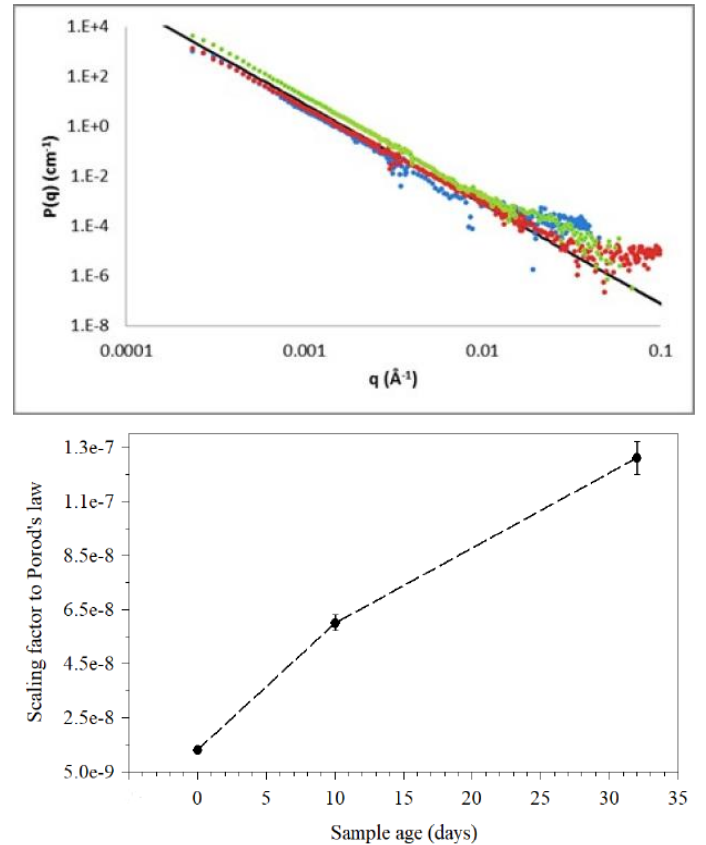 1.E+4
1.E+2
1.E+0
1.E-2
1.E-4
1.E-6
1.E-8
P(q) (cm⁻¹)
0.0001 0.001 0.01 0.1
q (Å⁻¹)
1.3e-7
1.1e-7
8.5e-8
6.5e-8
4.5e-8
2.5e-8
5.0e-9
Scaling factor to Porod's law
0 5 10 15 20 25 30 35
Sample age (days)